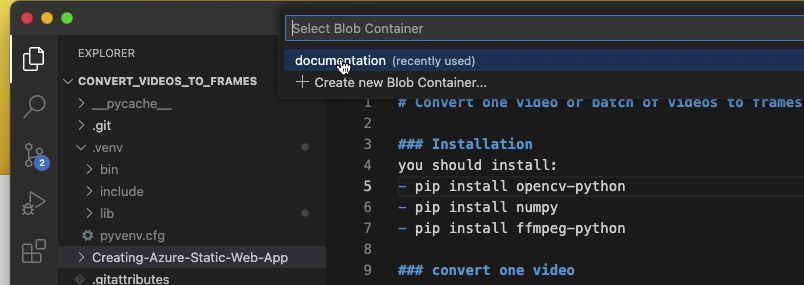 Select Blob Container
documentation (recently used)
+ Create new Blob Container...
EXPLORER
CONVERT_VIDEOS_TO_FRAMES
__pycache__
.git
.venv
bin
include
lib
pyvenv.cfg
Creating-Azure-Static-Web-App
.gitattributes
2
1 # Convert one video or batch of videos to frames
2
3 ### Installation
4 you should install:
5 - pip install opencv-python
6 - pip install numpy
7 - pip install ffmpeg-python
8
9 ### convert one video